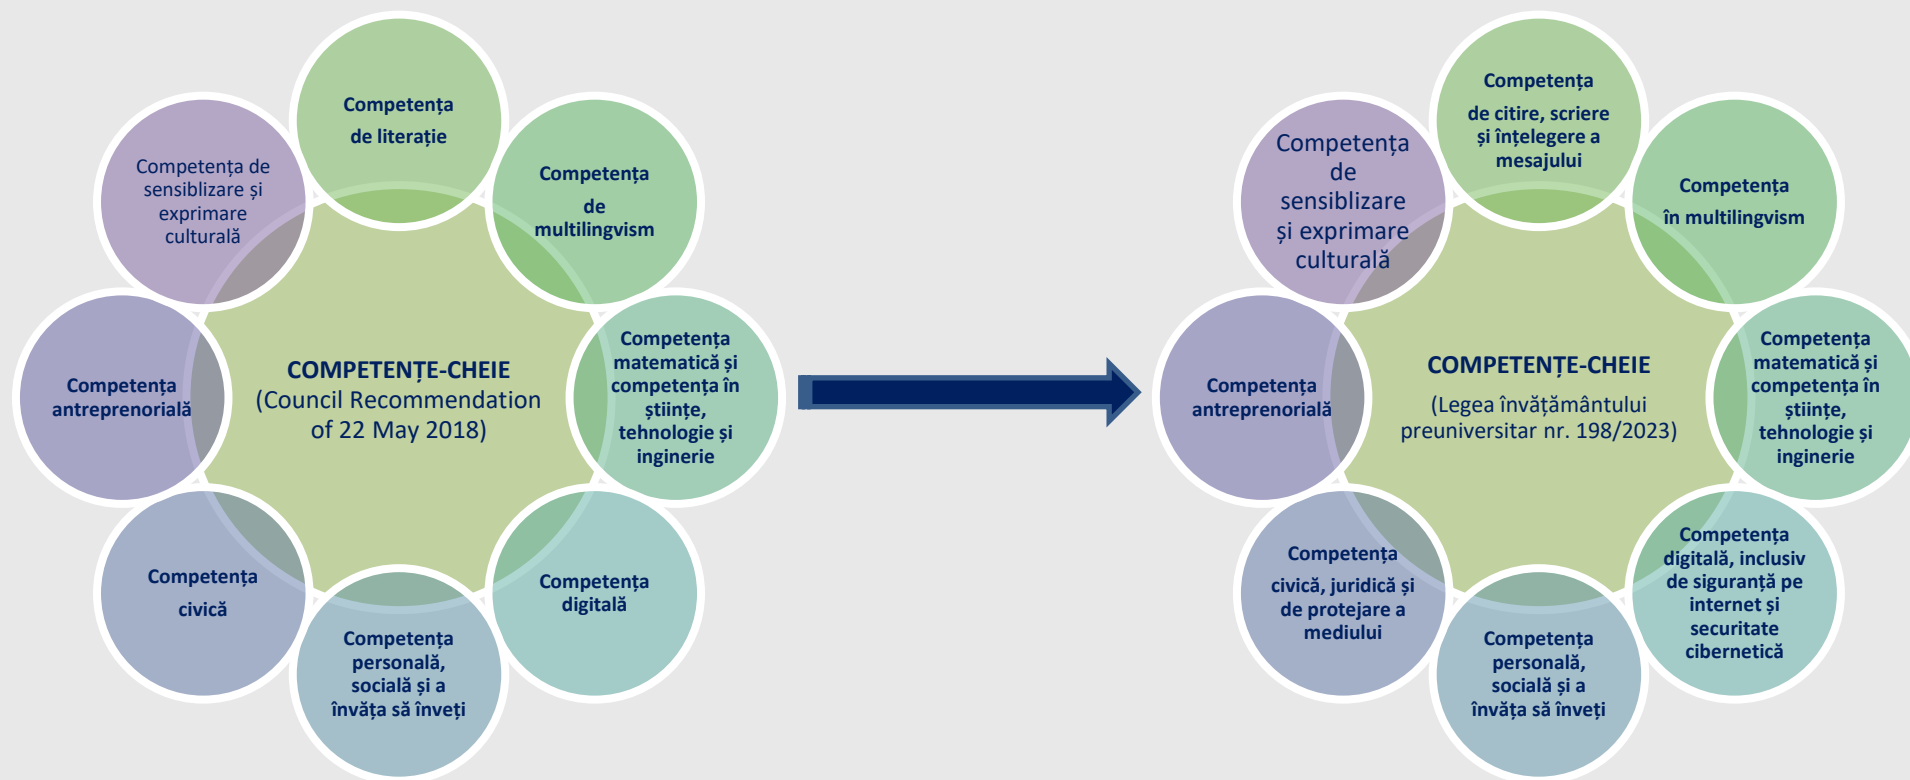 Competența
de literație
Competența
de
multilingvism
Competența
matematică și
competența în
științe,
tehnologie și
inginerie
Competența
digitală
Competența
personală,
socială și a
învăța să înveți
Competența
civică
Competența
antreprenorială
Competența de
sensiblizare și
exprimare
culturală
COMPETENȚE-CHEIE
(Council Recommendation
of 22 May 2018)
Competența
de citire, scriere
și înțelegere a
mesajului
Competența
în multilingvism
Competența
matematică și
competența în
științe,
tehnologie și
inginerie
Competența
digitală, inclusiv
de siguranță pe
internet și
securitate
cibernetică
Competența
personală,
socială și a
învăța să înveți
Competența
civică, juridică și
de protejare a
mediului
Competența
antreprenorială
Competența
de
sensiblizare
și exprimare
culturală
COMPETENȚE-CHEIE
(Legea învățământului
preuniversitar nr. 198/2023)